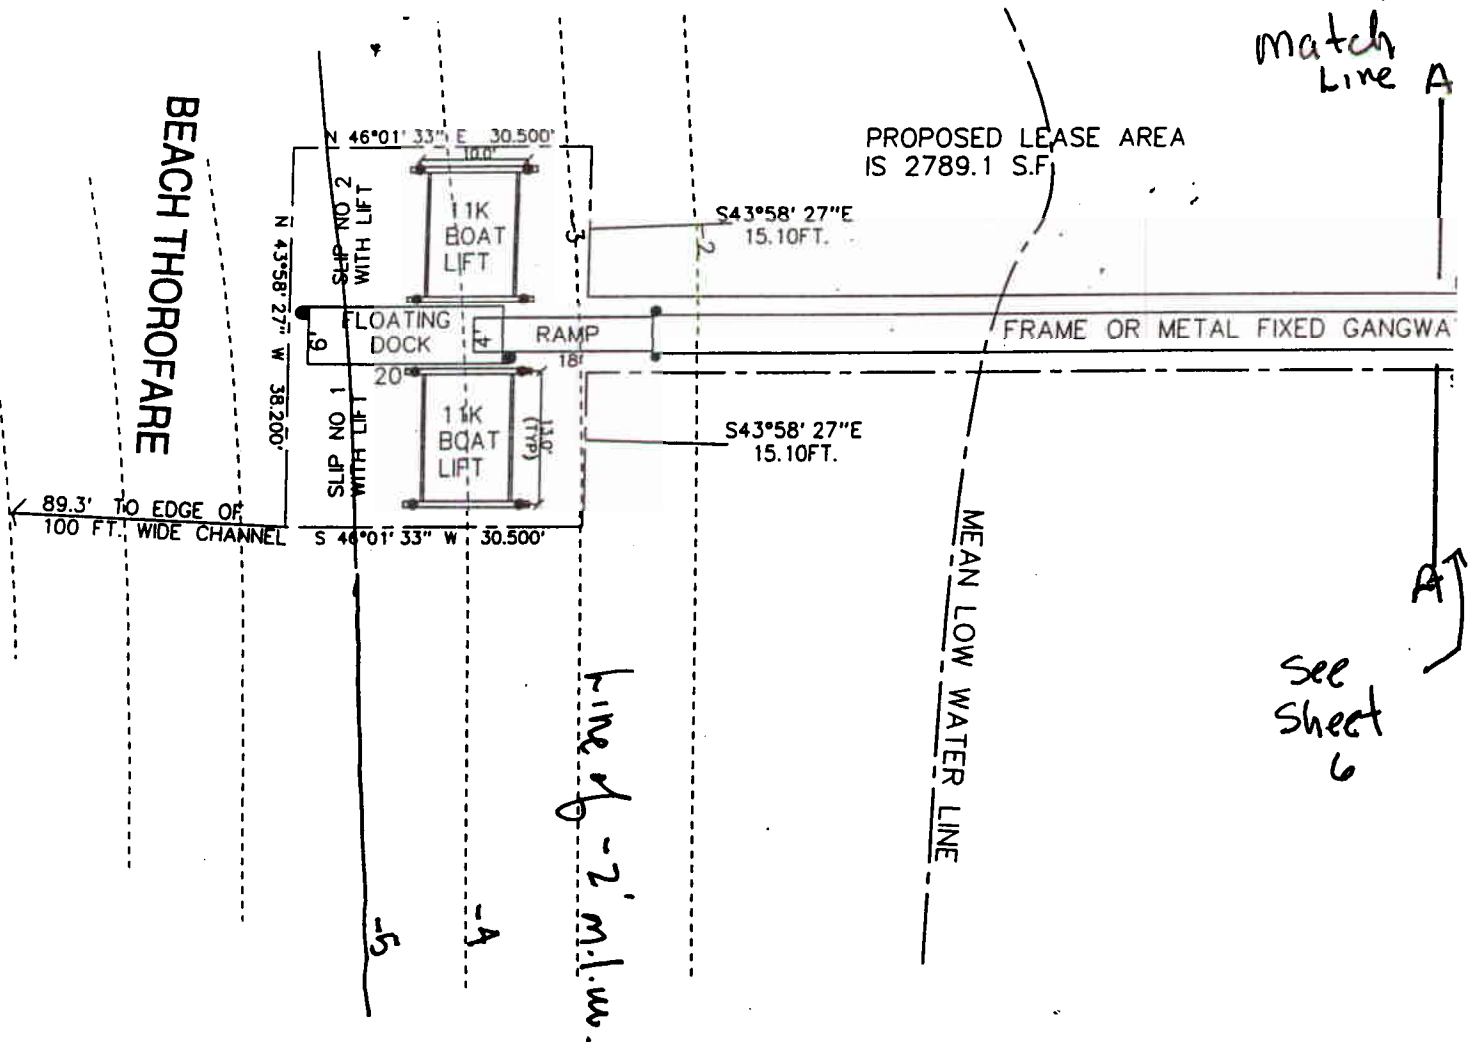 Match
Line A
PROPOSED LEASE AREA
IS 2789.1 S.F.
BEACH THOROFARE
N 46°01' 33" E 30.500'
10.0'
SLIP NO 2
WITH LIFT
11K
BOAT
LIFT
-3
S43°58' 27"E
15.10FT.
-2
N 43°58' 27" W 38.200'
FLOATING
DOCK
6'
4'
RAMP
18'
20'
FRAME OR METAL FIXED GANGWA
SLIP NO 1
WITH LIFT
11K
BOAT
LIFT
13.0'
(TYP)
S43°58' 27"E
15.10FT.
89.3' TO EDGE OF
100 FT. WIDE CHANNEL
S 46°01' 33" W 30.500'
MEAN LOW WATER LINE
A
See
Sheet
6
Line of -2' m.l.w.
-5
-4